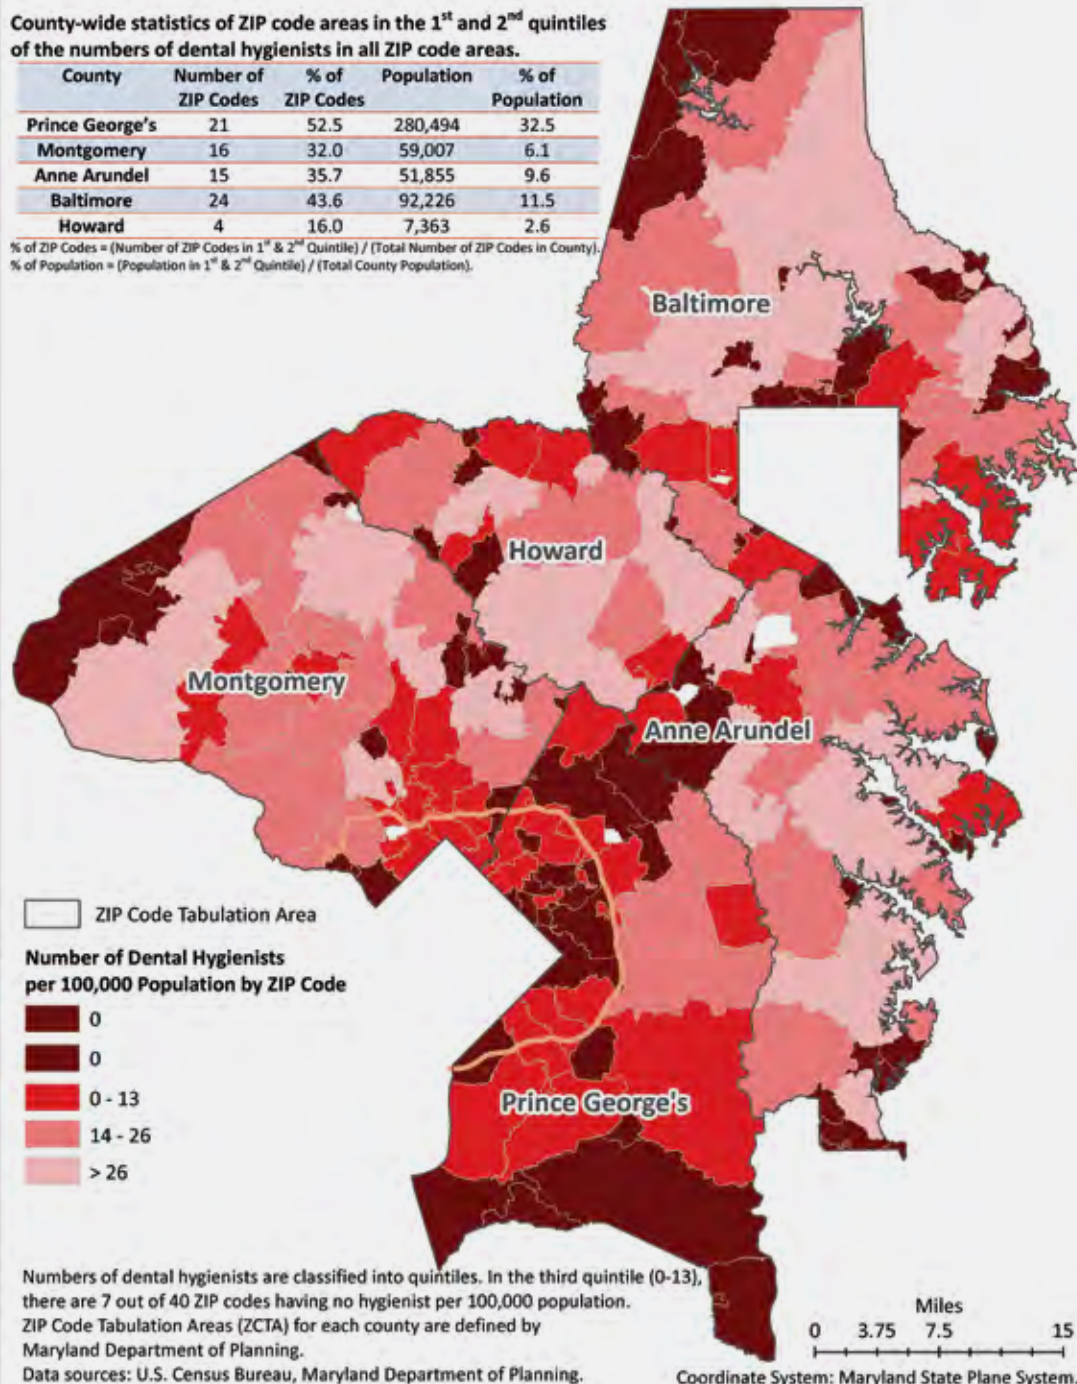 County-wide statistics of ZIP code areas in the 1st and 2nd quintiles
of the numbers of dental hygienists in all ZIP code areas.
County Number of ZIP Codes % of ZIP Codes Population % of Population
Prince George's 21 52.5 280,494 32.5
Montgomery 16 32.0 59,007 6.1
Anne Arundel 15 35.7 51,855 9.6
Baltimore 24 43.6 92,226 11.5
Howard 4 16.0 7,363 2.6
% of ZIP Codes = (Number of ZIP Codes in 1st & 2nd Quintile) / (Total Number of ZIP Codes in County).
% of Population = (Population in 1st & 2nd Quintile) / (Total County Population).
Baltimore
Howard
Montgomery
Anne Arundel
Prince George's
ZIP Code Tabulation Area
Number of Dental Hygienists
per 100,000 Population by ZIP Code
0
0
0 - 13
14 - 26
> 26
Numbers of dental hygienists are classified into quintiles. In the third quintile (0-13),
there are 7 out of 40 ZIP codes having no hygienist per 100,000 population.
ZIP Code Tabulation Areas (ZCTA) for each county are defined by
Maryland Department of Planning.
Data sources: U.S. Census Bureau, Maryland Department of Planning.
Miles
0 3.75 7.5 15
Coordinate System: Maryland State Plane System.